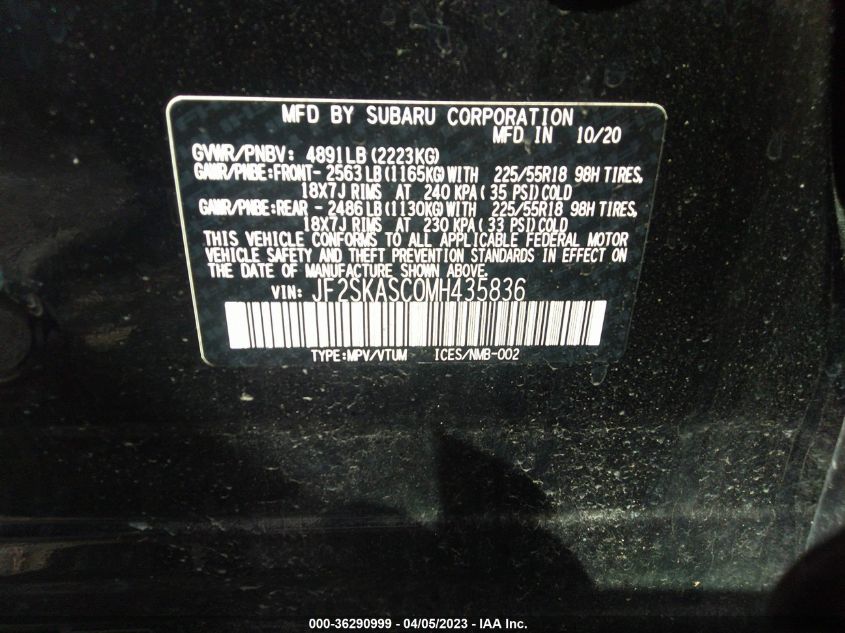 MFD BY SUBARU CORPORATION
MFD IN 10/20
GVWR/PNBV: 4891LB (2223KG)
GAWR/PNBE:FRONT- 2563LB (1165KG) WITH 225/55R18 98H TIRES,
18X7J RIMS AT 240 KPA ( 35 PSI) COLD
GAWR/PNBE:REAR - 2486LB (1130KG) WITH 225/55R18 98H TIRES,
18X7J RIMS AT 230 KPA ( 33 PSI) COLD
THIS VEHICLE CONFORMS TO ALL APPLICABLE FEDERAL MOTOR
VEHICLE SAFETY AND THEFT PREVENTION STANDARDS IN EFFECT ON
THE DATE OF MANUFACTURE SHOWN ABOVE.
VIN: JF2SKASC0MH435836
TYPE:MPV/VTUM ICES/NMB-002
000-36290999 - 04/05/2023 - IAA Inc.